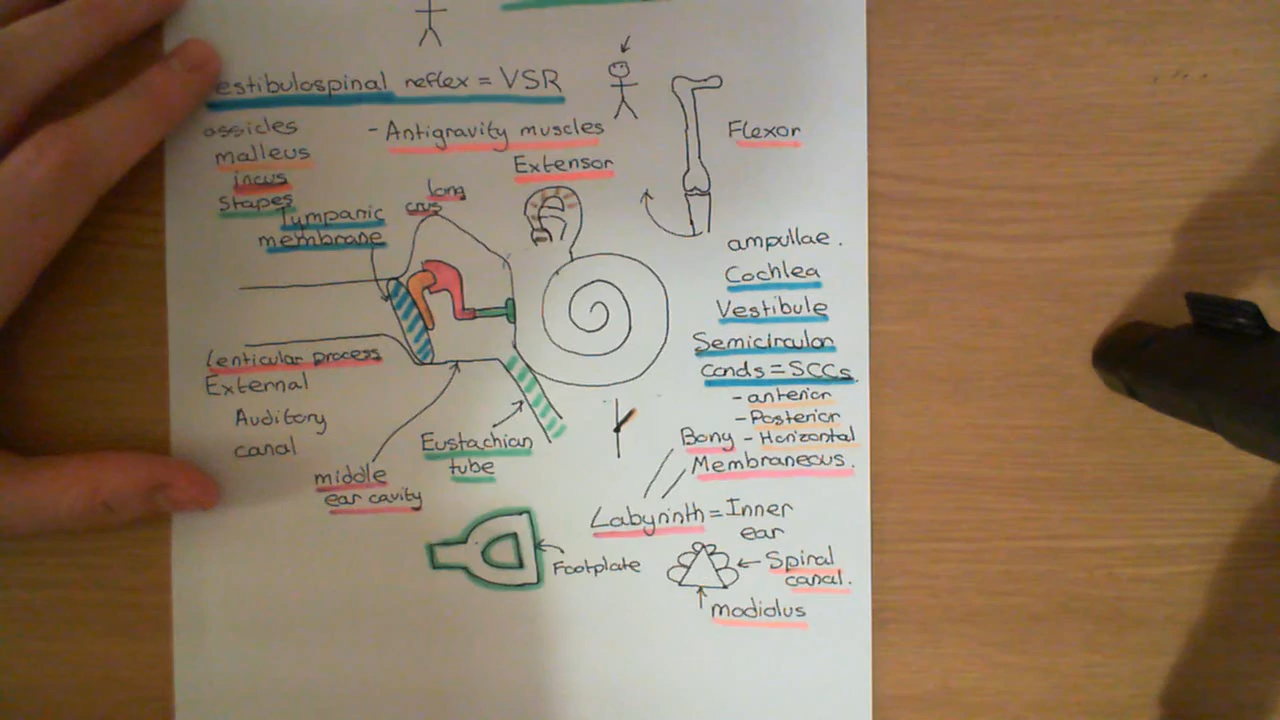 estibulospinal reflex = VSR
ossicles
malleus
incus
stapes
- Antigravity muscles
Extensor
Flexor
Tympanic
membrane
long
crus
ampullae.
Cochlea
Vestibule
Semicircular
canals = SCCs
- anterior
- Posterior
- Horizontal
Bony
Membraneous.
Lenticular process
External
Auditory
canal
middle
ear cavity
Eustachian
tube
Labyrinth = Inner
ear
Footplate
Spiral
canal.
modiolus